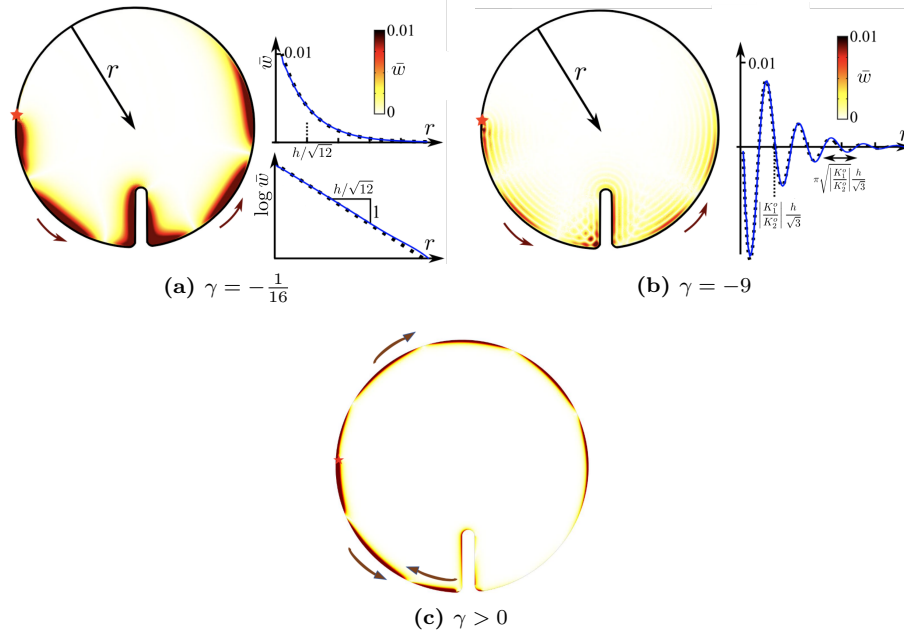 0.01
w̄
0
r
0.01
w̄
r
h/√12
log w̄
h/√12
1
r
(a) γ = −1/16
0.01
w̄
0
r
0.01
r
π√|K₁ᵒ/K₂ᵒ| h/√3
|K₁ᵒ/K₂ᵒ| h/√3
(b) γ = −9
(c) γ > 0